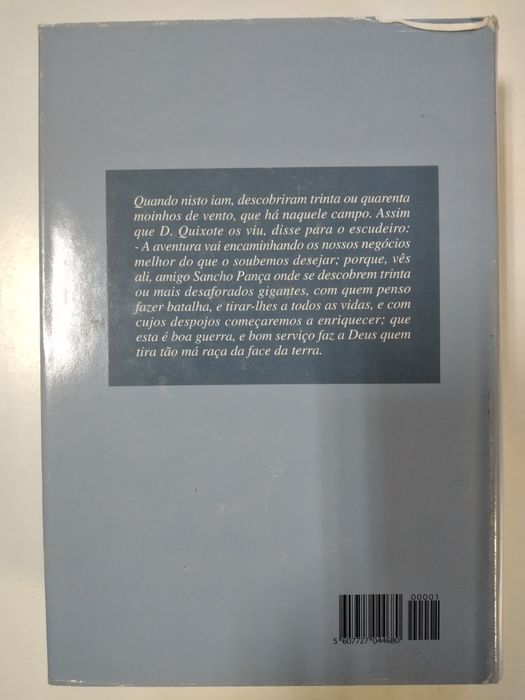 Quando nisto iam, descobriram trinta ou quarenta
moinhos de vento, que há naquele campo. Assim
que D. Quixote os viu, disse para o escudeiro:
- A aventura vai encaminhando os nossos negócios
melhor do que o soubemos desejar; porque, vês
ali, amigo Sancho Pança onde se descobrem trinta
ou mais desaforados gigantes, com quem penso
fazer batalha, e tirar-lhes a todos as vidas, e com
cujos despojos começaremos a enriquecer; que
esta é boa guerra, e bom serviço faz a Deus quem
tira tão má raça da face da terra.
00001
5 607727 044680